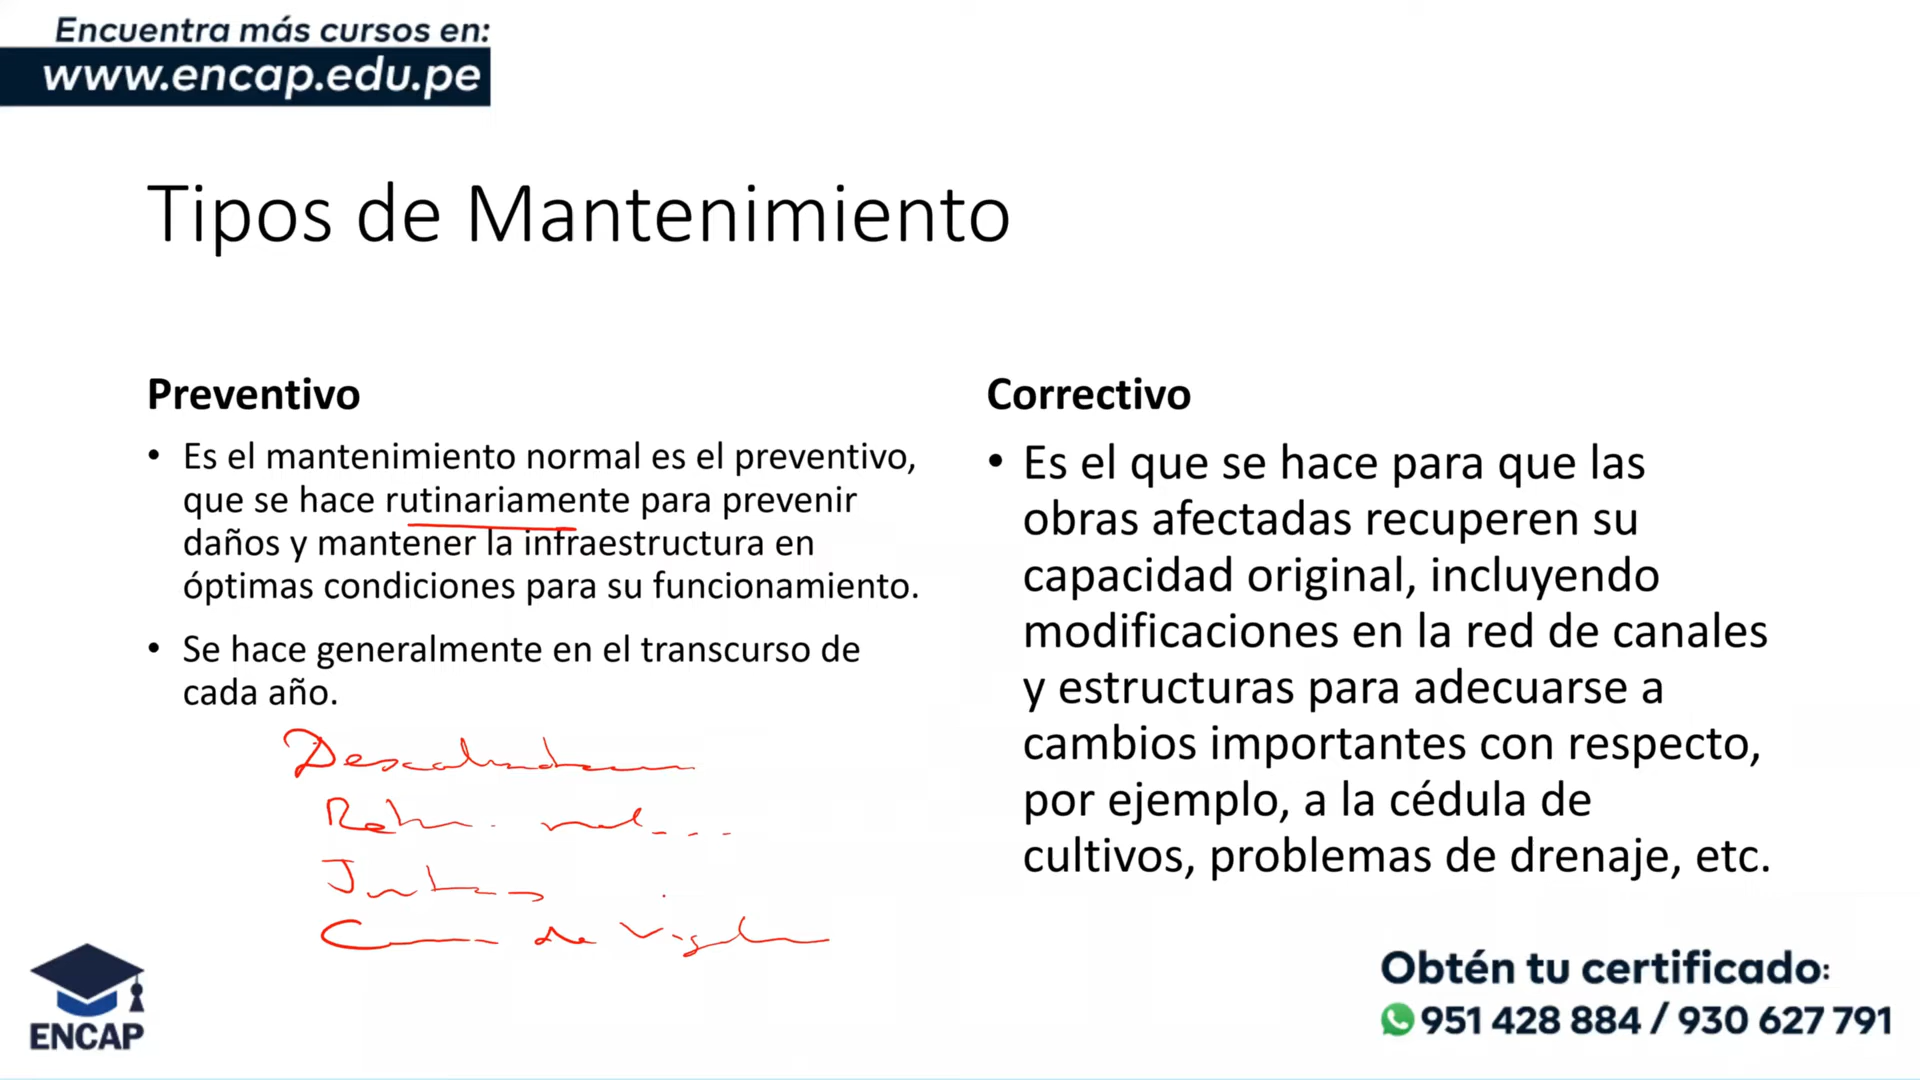 Encuentra más cursos en:
www.encap.edu.pe
Tipos de Mantenimiento
Preventivo
• Es el mantenimiento normal es el preventivo,
que se hace rutinariamente para prevenir
daños y mantener la infraestructura en
óptimas condiciones para su funcionamiento.
• Se hace generalmente en el transcurso de
cada año.
Juntas
de
Correctivo
• Es el que se hace para que las
obras afectadas recuperen su
capacidad original, incluyendo
modificaciones en la red de canales
y estructuras para adecuarse a
cambios importantes con respecto,
por ejemplo, a la cédula de
cultivos, problemas de drenaje, etc.
ENCAP
Obtén tu certificado:
951 428 884 / 930 627 791